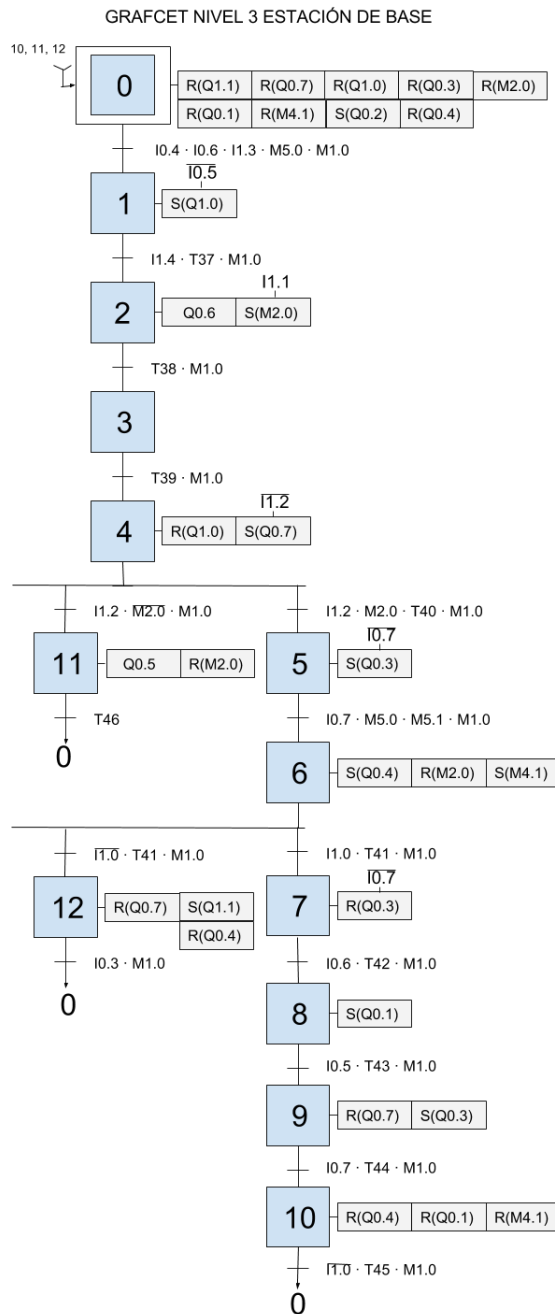 GRAFCET NIVEL 3 ESTACIÓN DE BASE
10, 11, 12
0
R(Q1.1) R(Q0.7) R(Q1.0) R(Q0.3) R(M2.0)
R(Q0.1) R(M4.1) S(Q0.2) R(Q0.4)
I0.4 · I0.6 · I1.3 · M5.0 · M1.0
I̅0̅.̅5̅
1 S(Q1.0)
I1.4 · T37 · M1.0
I1.1
2 Q0.6 S(M2.0)
T38 · M1.0
3
T39 · M1.0
I̅1̅.̅2̅
4 R(Q1.0) S(Q0.7)
I1.2 · M̅2̅.̅0̅ · M1.0 I1.2 · M2.0 · T40 · M1.0
I̅0̅.̅7̅
11 Q0.5 R(M2.0) 5 S(Q0.3)
T46 I0.7 · M5.0 · M5.1 · M1.0
0
6 S(Q0.4) R(M2.0) S(M4.1)
I̅1̅.̅0̅ · T41 · M1.0 I1.0 · T41 · M1.0
I̅0̅.̅7̅
12 R(Q0.7) S(Q1.1) 7 R(Q0.3)
R(Q0.4)
I0.3 · M1.0 I0.6 · T42 · M1.0
0
8 S(Q0.1)
I0.5 · T43 · M1.0
9 R(Q0.7) S(Q0.3)
I0.7 · T44 · M1.0
10 R(Q0.4) R(Q0.1) R(M4.1)
I̅1̅.̅0̅ · T45 · M1.0
0